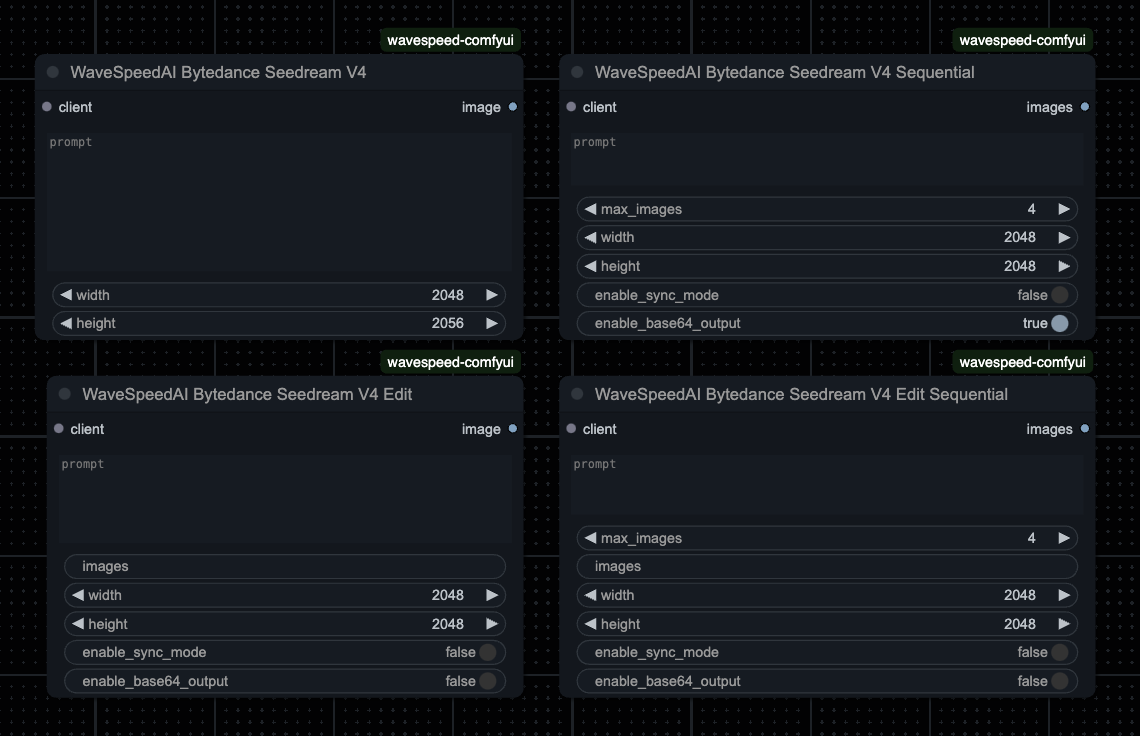 wavespeed-comfyui
WaveSpeedAI Bytedance Seedream V4
client image
prompt
width 2048
height 2056
wavespeed-comfyui
WaveSpeedAI Bytedance Seedream V4 Sequential
client images
prompt
max_images 4
width 2048
height 2048
enable_sync_mode false
enable_base64_output true
wavespeed-comfyui
WaveSpeedAI Bytedance Seedream V4 Edit
client image
prompt
images
width 2048
height 2048
enable_sync_mode false
enable_base64_output false
wavespeed-comfyui
WaveSpeedAI Bytedance Seedream V4 Edit Sequential
client images
prompt
max_images 4
images
width 2048
height 2048
enable_sync_mode false
enable_base64_output false